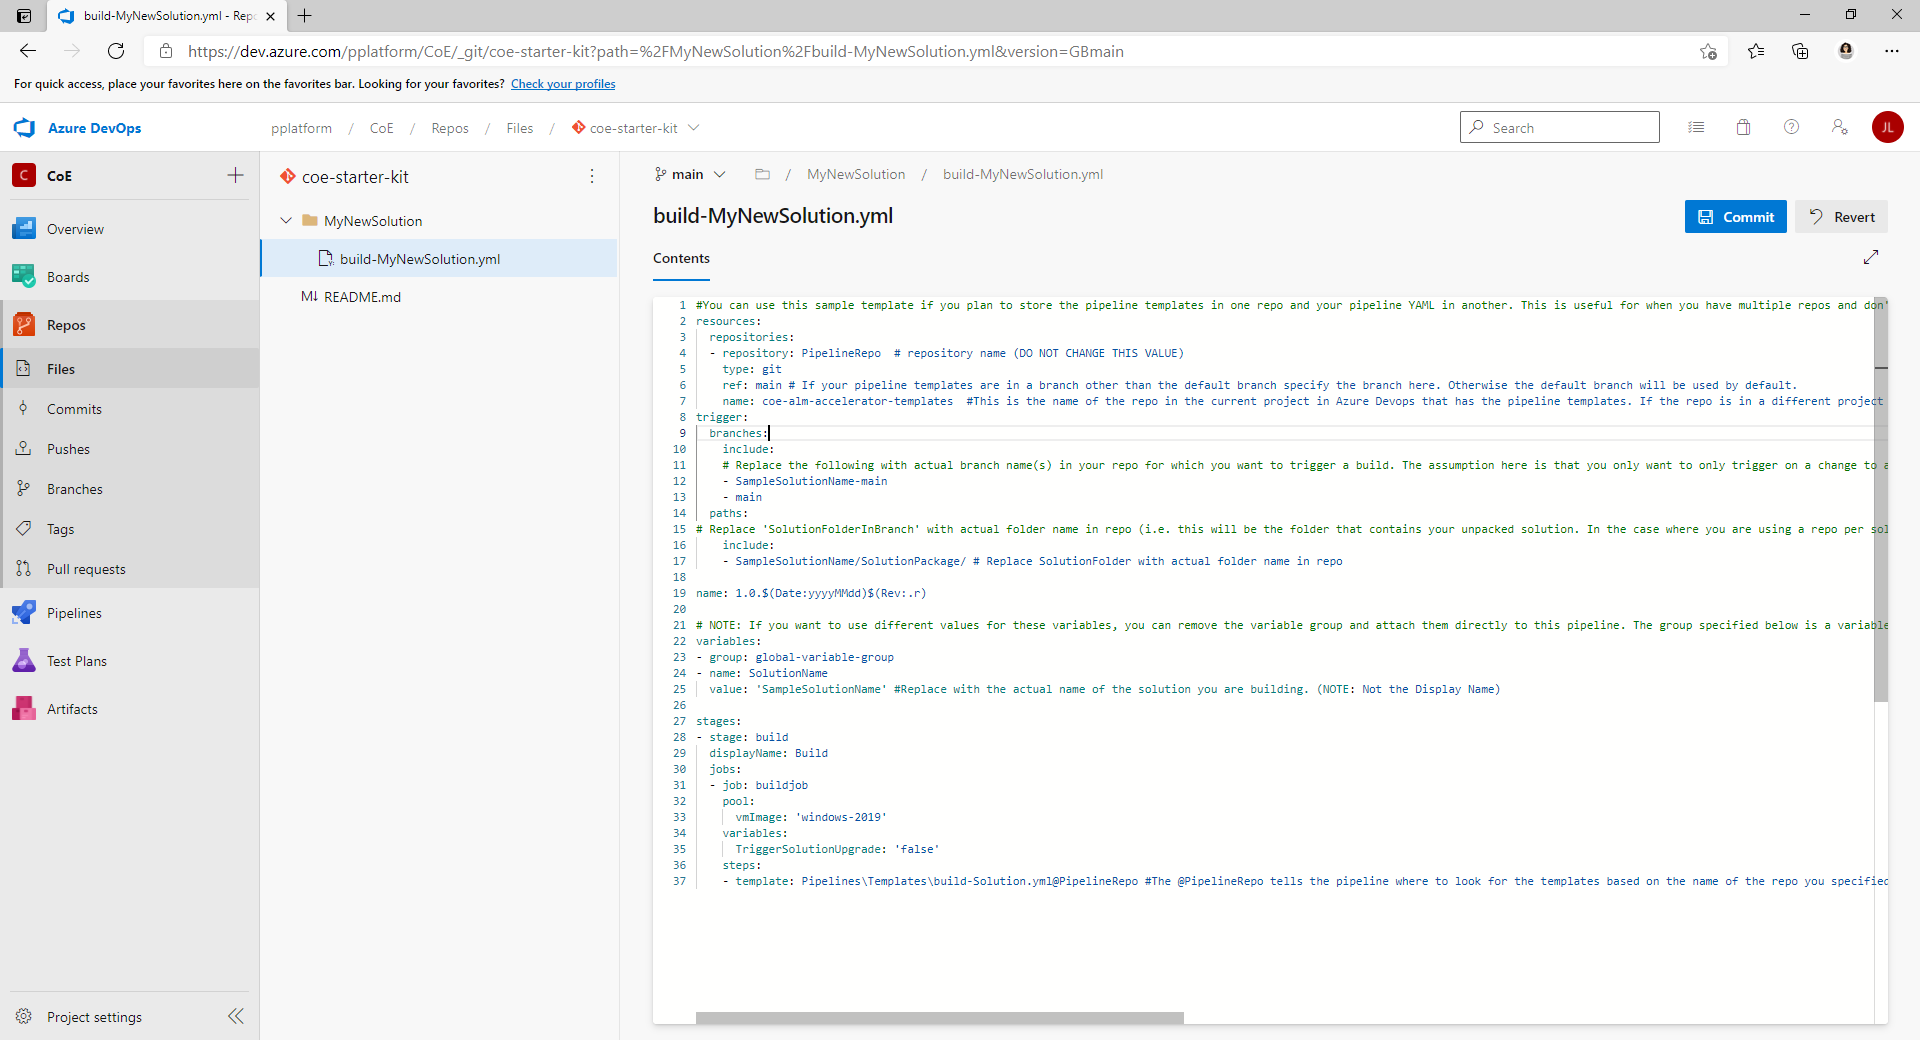 build-MyNewSolution.yml - Repo
https://dev.azure.com/pplatform/CoE/_git/coe-starter-kit?path=%2FMyNewSolution%2Fbuild-MyNewSolution.yml&version=GBmain
For quick access, place your favorites here on the favorites bar. Looking for your favorites? Check your profiles
Azure DevOps
pplatform / CoE / Repos / Files / coe-starter-kit
Search
JL
C CoE
Overview
Boards
Repos
Files
Commits
Pushes
Branches
Tags
Pull requests
Pipelines
Test Plans
Artifacts
Project settings
coe-starter-kit
MyNewSolution
build-MyNewSolution.yml
M↓ README.md
main / MyNewSolution / build-MyNewSolution.yml
build-MyNewSolution.yml
Commit
Revert
Contents
1 #You can use this sample template if you plan to store the pipeline templates in one repo and your pipeline YAML in another. This is useful for when you have multiple repos and don'
2 resources:
3 repositories:
4 - repository: PipelineRepo # repository name (DO NOT CHANGE THIS VALUE)
5 type: git
6 ref: main # If your pipeline templates are in a branch other than the default branch specify the branch here. Otherwise the default branch will be used by default.
7 name: coe-alm-accelerator-templates #This is the name of the repo in the current project in Azure Devops that has the pipeline templates. If the repo is in a different project
8 trigger:
9 branches:
10 include:
11 # Replace the following with actual branch name(s) in your repo for which you want to trigger a build. The assumption here is that you only want to only trigger on a change to a
12 - SampleSolutionName-main
13 - main
14 paths:
15 # Replace 'SolutionFolderInBranch' with actual folder name in repo (i.e. this will be the folder that contains your unpacked solution. In the case where you are using a repo per sol
16 include:
17 - SampleSolutionName/SolutionPackage/ # Replace SolutionFolder with actual folder name in repo
18
19 name: 1.0.$(Date:yyyyMMdd)$(Rev:.r)
20
21 # NOTE: If you want to use different values for these variables, you can remove the variable group and attach them directly to this pipeline. The group specified below is a variable
22 variables:
23 - group: global-variable-group
24 - name: SolutionName
25 value: 'SampleSolutionName' #Replace with the actual name of the solution you are building. (NOTE: Not the Display Name)
26
27 stages:
28 - stage: build
29 displayName: Build
30 jobs:
31 - job: buildjob
32 pool:
33 vmImage: 'windows-2019'
34 variables:
35 TriggerSolutionUpgrade: 'false'
36 steps:
37 - template: Pipelines\Templates\build-Solution.yml@PipelineRepo #The @PipelineRepo tells the pipeline where to look for the templates based on the name of the repo you specified